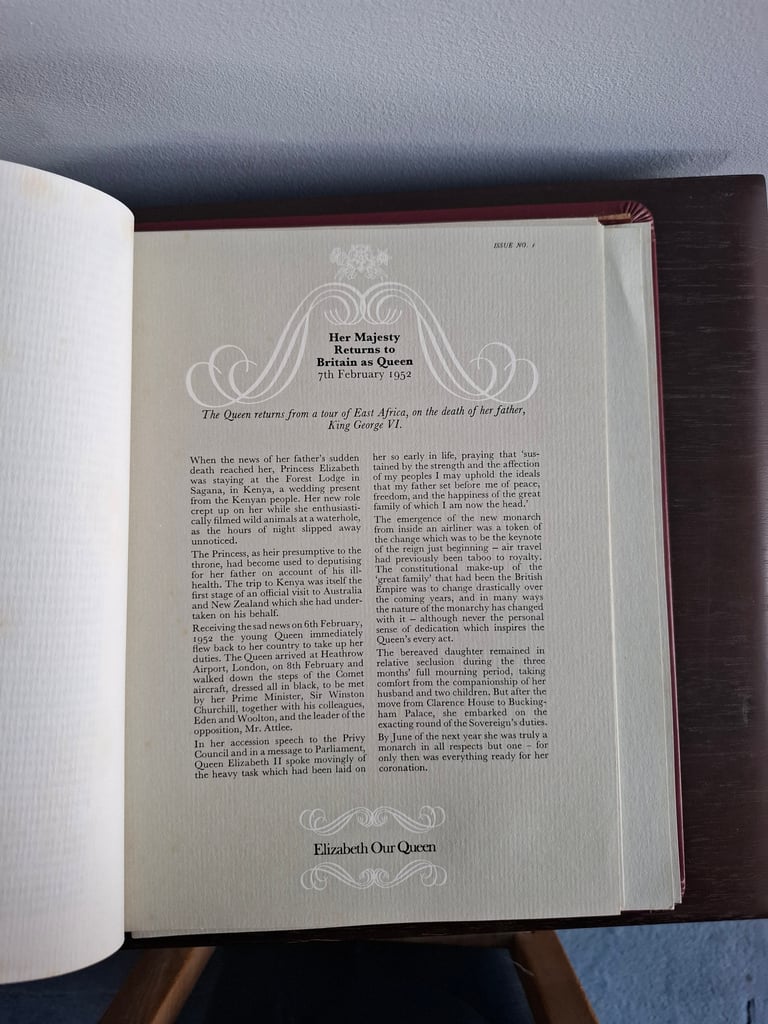 ISSUE NO. 1
Her Majesty
Returns to
Britain as Queen
7th February 1952
The Queen returns from a tour of East Africa, on the death of her father,
King George VI.
When the news of her father's sudden
death reached her, Princess Elizabeth
was staying at the Forest Lodge in
Sagana, in Kenya, a wedding present
from the Kenyan people. Her new role
crept up on her while she enthusiasti-
cally filmed wild animals at a waterhole,
as the hours of night slipped away
unnoticed.
The Princess, as heir presumptive to the
throne, had become used to deputising
for her father on account of his ill-
health. The trip to Kenya was itself the
first stage of an official visit to Australia
and New Zealand which she had under-
taken on his behalf.
Receiving the sad news on 6th February,
1952 the young Queen immediately
flew back to her country to take up her
duties. The Queen arrived at Heathrow
Airport, London, on 8th February and
walked down the steps of the Comet
aircraft, dressed all in black, to be met
by her Prime Minister, Sir Winston
Churchill, together with his colleagues,
Eden and Woolton, and the leader of the
opposition, Mr. Attlee.
In her accession speech to the Privy
Council and in a message to Parliament,
Queen Elizabeth II spoke movingly of
the heavy task which had been laid on
her so early in life, praying that 'sus-
tained by the strength and the affection
of my peoples I may uphold the ideals
that my father set before me of peace,
freedom, and the happiness of the great
family of which I am now the head.'
The emergence of the new monarch
from inside an airliner was a token of
the change which was to be the keynote
of the reign just beginning – air travel
had previously been taboo to royalty.
The constitutional make-up of the
'great family' that had been the British
Empire was to change drastically over
the coming years, and in many ways
the nature of the monarchy has changed
with it – although never the personal
sense of dedication which inspires the
Queen's every act.
The bereaved daughter remained in
relative seclusion during the three
months' full mourning period, taking
comfort from the companionship of her
husband and two children. But after the
move from Clarence House to Bucking-
ham Palace, she embarked on the
exacting round of the Sovereign's duties.
By June of the next year she was truly a
monarch in all respects but one – for
only then was everything ready for her
coronation.
Elizabeth Our Queen